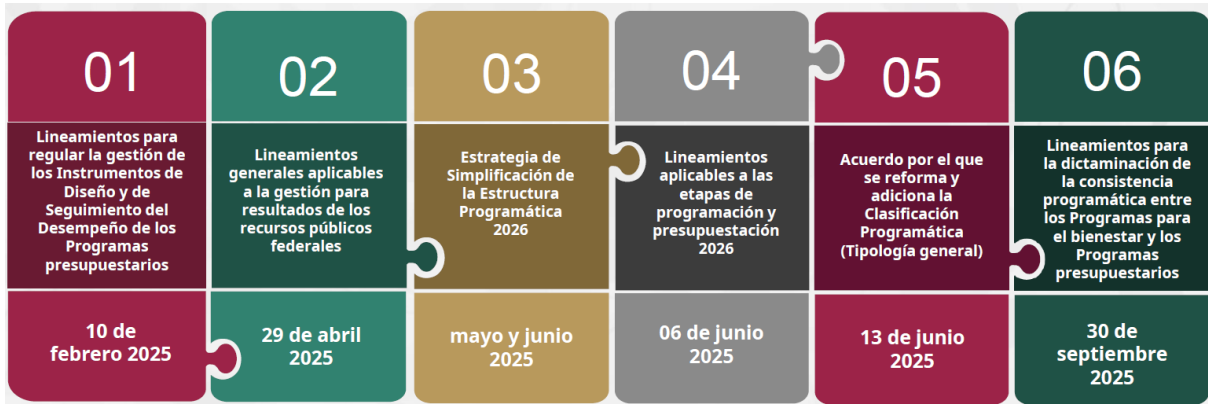 01
Lineamientos para
regular la gestión de
los Instrumentos de
Diseño y de
Seguimiento del
Desempeño de los
Programas
presupuestarios
10 de
febrero 2025
02
Lineamientos
generales aplicables
a la gestión para
resultados de los
recursos públicos
federales
29 de abril
2025
03
Estrategia de
Simplificación de
la Estructura
Programática
2026
mayo y junio
2025
04
Lineamientos
aplicables a las
etapas de
programación y
presupuestación
2026
06 de junio
2025
05
Acuerdo por el que
se reforma y
adiciona la
Clasificación
Programática
(Tipología general)
13 de junio
2025
06
Lineamientos para
la dictaminación de
la consistencia
programática entre
los Programas para
el bienestar y los
Programas
presupuestarios
30 de
septiembre
2025